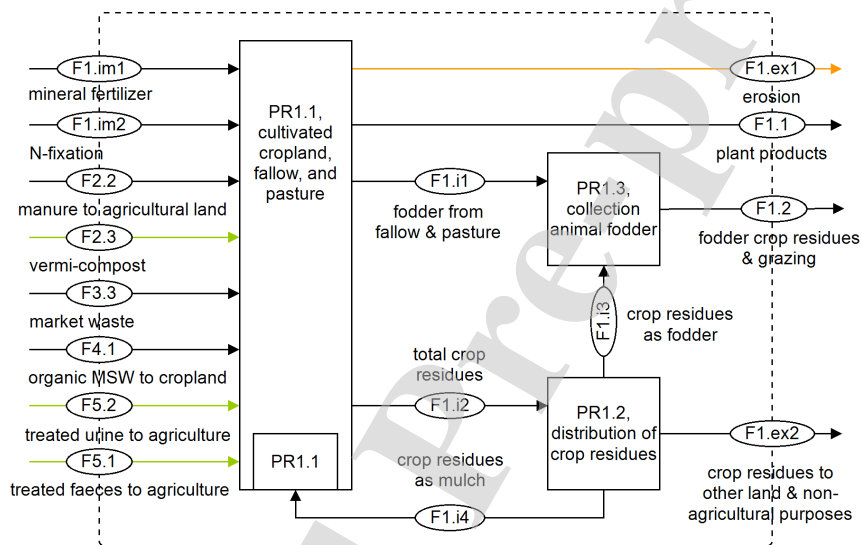 F1.im1
mineral fertilizer
F1.im2
N-fixation
F2.2
manure to agricultural land
F2.3
vermi-compost
F3.3
market waste
F4.1
organic MSW to cropland
F5.2
treated urine to agriculture
F5.1
treated faeces to agriculture
PR1.1,
cultivated
cropland,
fallow, and
pasture
PR1.1
F1.i1
fodder from
fallow & pasture
total crop
residues
F1.i2
crop residues
as mulch
F1.i4
PR1.3,
collection
animal fodder
F1.i3
crop residues
as fodder
PR1.2,
distribution of
crop residues
F1.ex1
erosion
F1.1
plant products
F1.2
fodder crop residues
& grazing
F1.ex2
crop residues to
other land & non-
agricultural purposes
Pre-pr